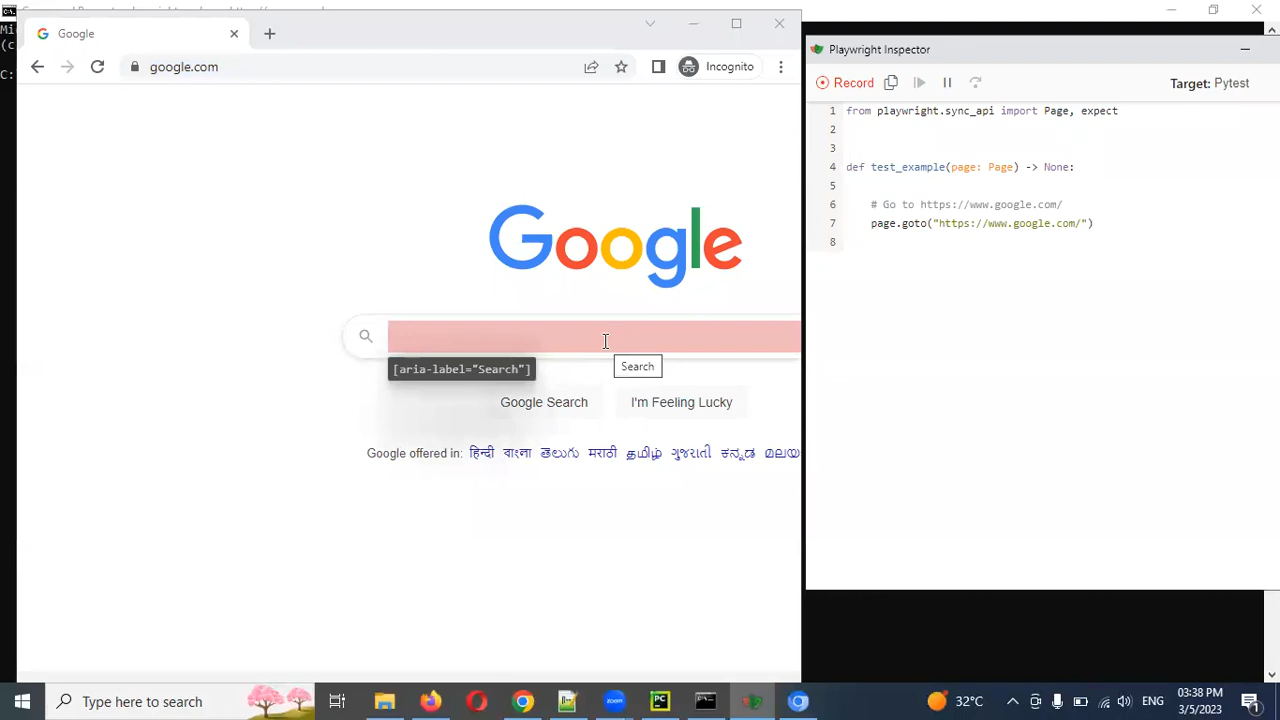 Google
google.com
Incognito
Google
[aria-label="Search"]
Search
Google Search
I'm Feeling Lucky
Google offered in: हिन्दी বাংলা తెలుగు मराठी தமிழ் ગુજરાતી ಕನ್ನಡ മലയ
Playwright Inspector
Record
Target: Pytest
1 from playwright.sync_api import Page, expect
2
3
4 def test_example(page: Page) -> None:
5
6 # Go to https://www.google.com/
7 page.goto("https://www.google.com/")
8
Mi
(c
C:
Type here to search
32°C
ENG
03:38 PM
3/5/2023
1